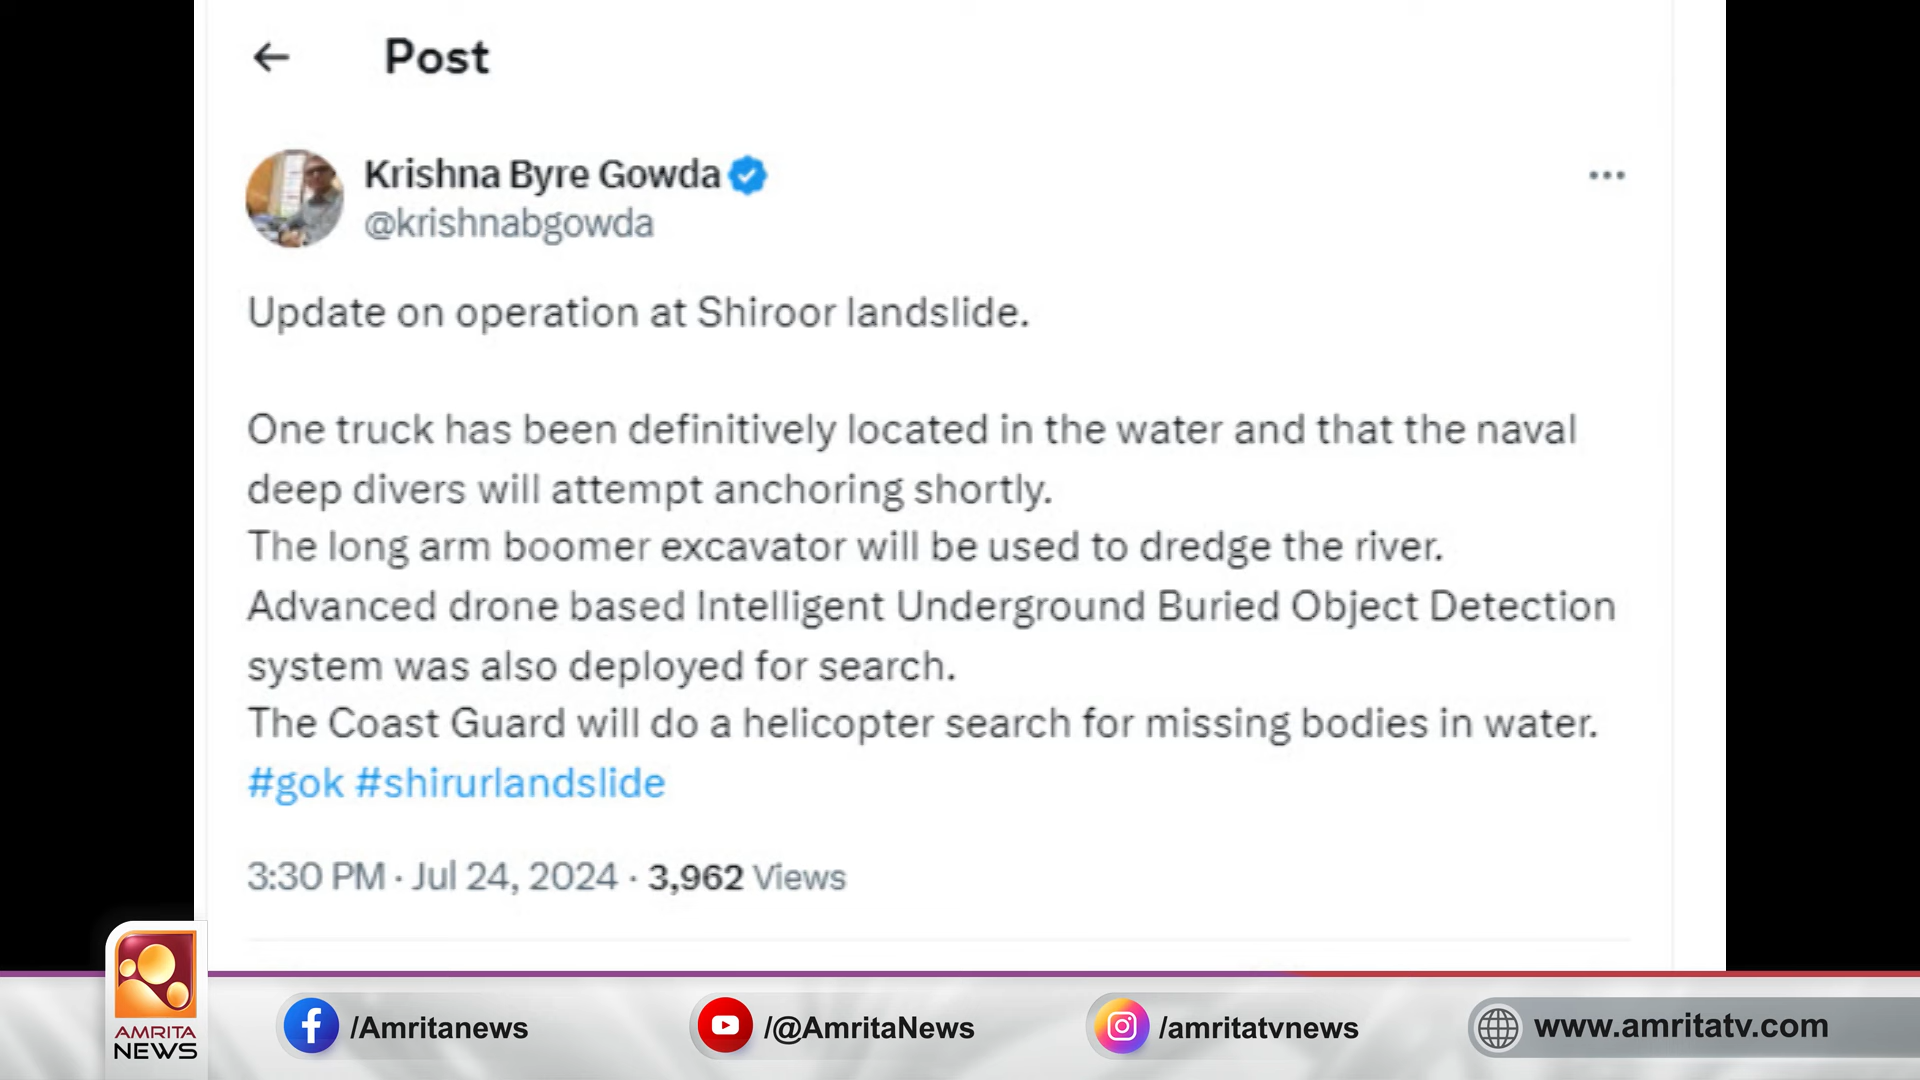 Post
Krishna Byre Gowda
@krishnabgowda
Update on operation at Shiroor landslide.
One truck has been definitively located in the water and that the naval
deep divers will attempt anchoring shortly.
The long arm boomer excavator will be used to dredge the river.
Advanced drone based Intelligent Underground Buried Object Detection
system was also deployed for search.
The Coast Guard will do a helicopter search for missing bodies in water.
#gok #shirurlandslide
3:30 PM · Jul 24, 2024 · 3,962 Views
AMRITA
NEWS
/Amritanews
/@AmritaNews
/amritatvnews
www.amritatv.com